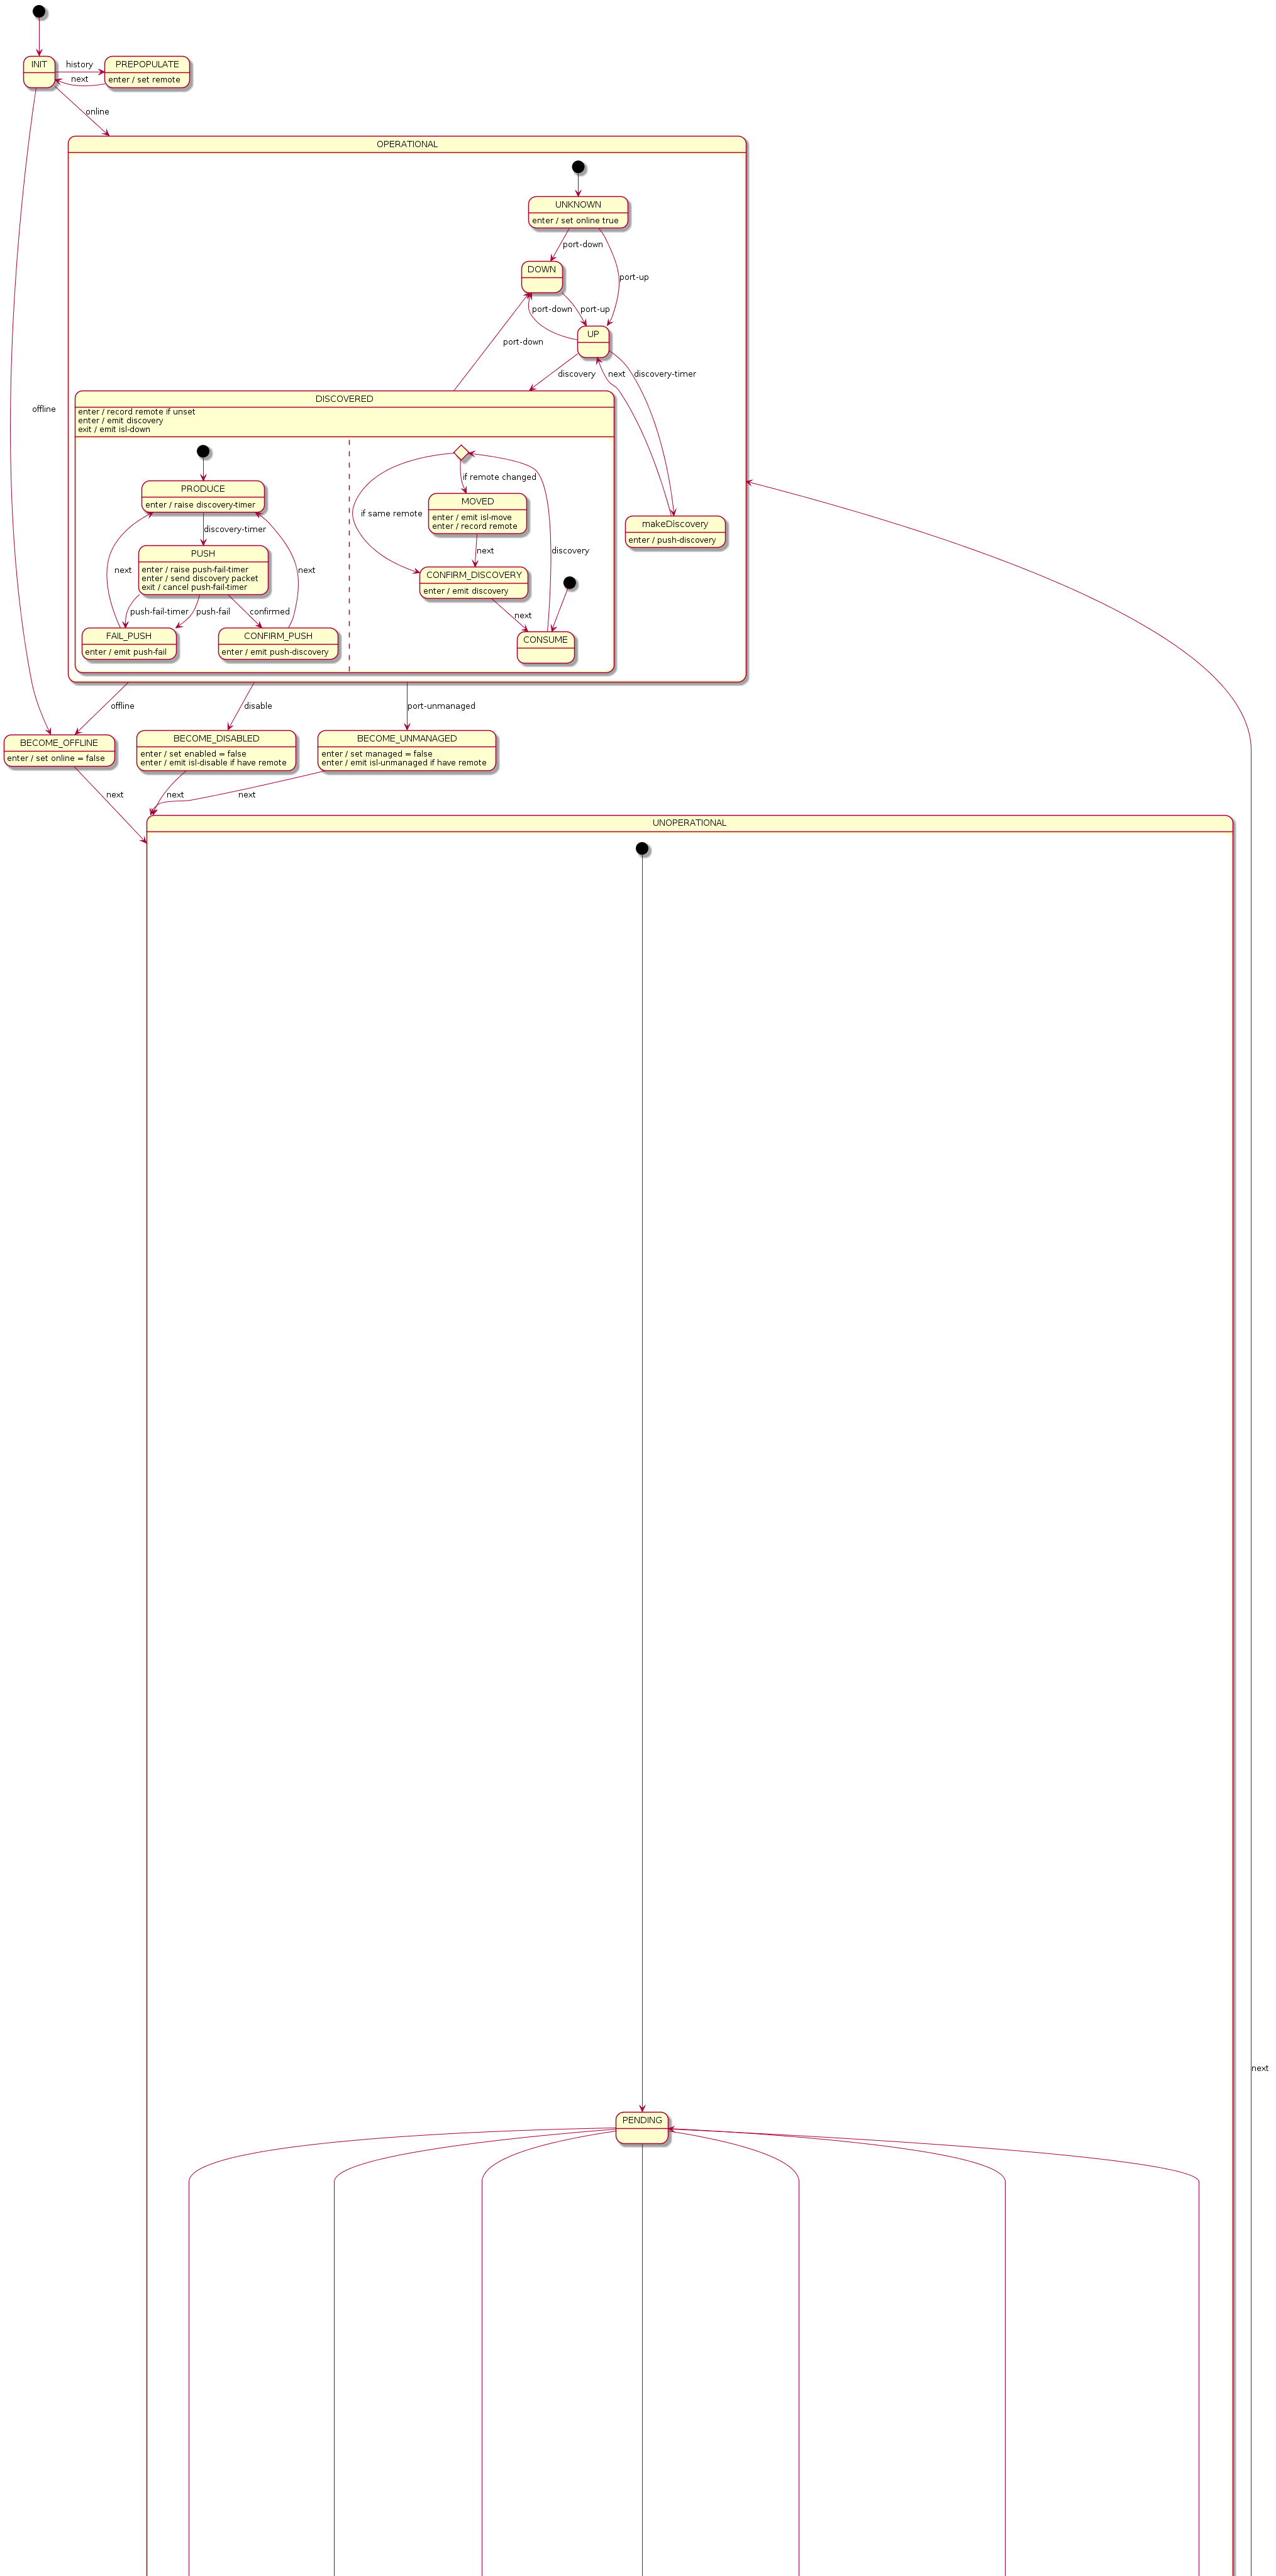 INIT
history
PREPOPULATE
enter / set remote
next
online
OPERATIONAL
UNKNOWN
enter / set online true
port-down
DOWN
port-up
port-down
port-up
UP
port-down
discovery
next
discovery-timer
offline
DISCOVERED
enter / record remote if unset
enter / emit discovery
exit / emit isl-down
PRODUCE
enter / raise discovery-timer
discovery-timer
PUSH
enter / raise push-fail-timer
enter / send discovery packet
exit / cancel push-fail-timer
next
next
push-fail-timer
push-fail
confirmed
FAIL_PUSH
enter / emit push-fail
CONFIRM_PUSH
enter / emit push-discovery
if remote changed
if same remote
MOVED
enter / emit isl-move
enter / record remote
next
discovery
CONFIRM_DISCOVERY
enter / emit discovery
next
CONSUME
makeDiscovery
enter / push-discovery
offline
disable
port-unmanaged
BECOME_OFFLINE
enter / set online = false
BECOME_DISABLED
enter / set enabled = false
enter / emit isl-disable if have remote
BECOME_UNMANAGED
enter / set managed = false
enter / emit isl-unmanaged if have remote
next
next
next
UNOPERATIONAL
next
PENDING